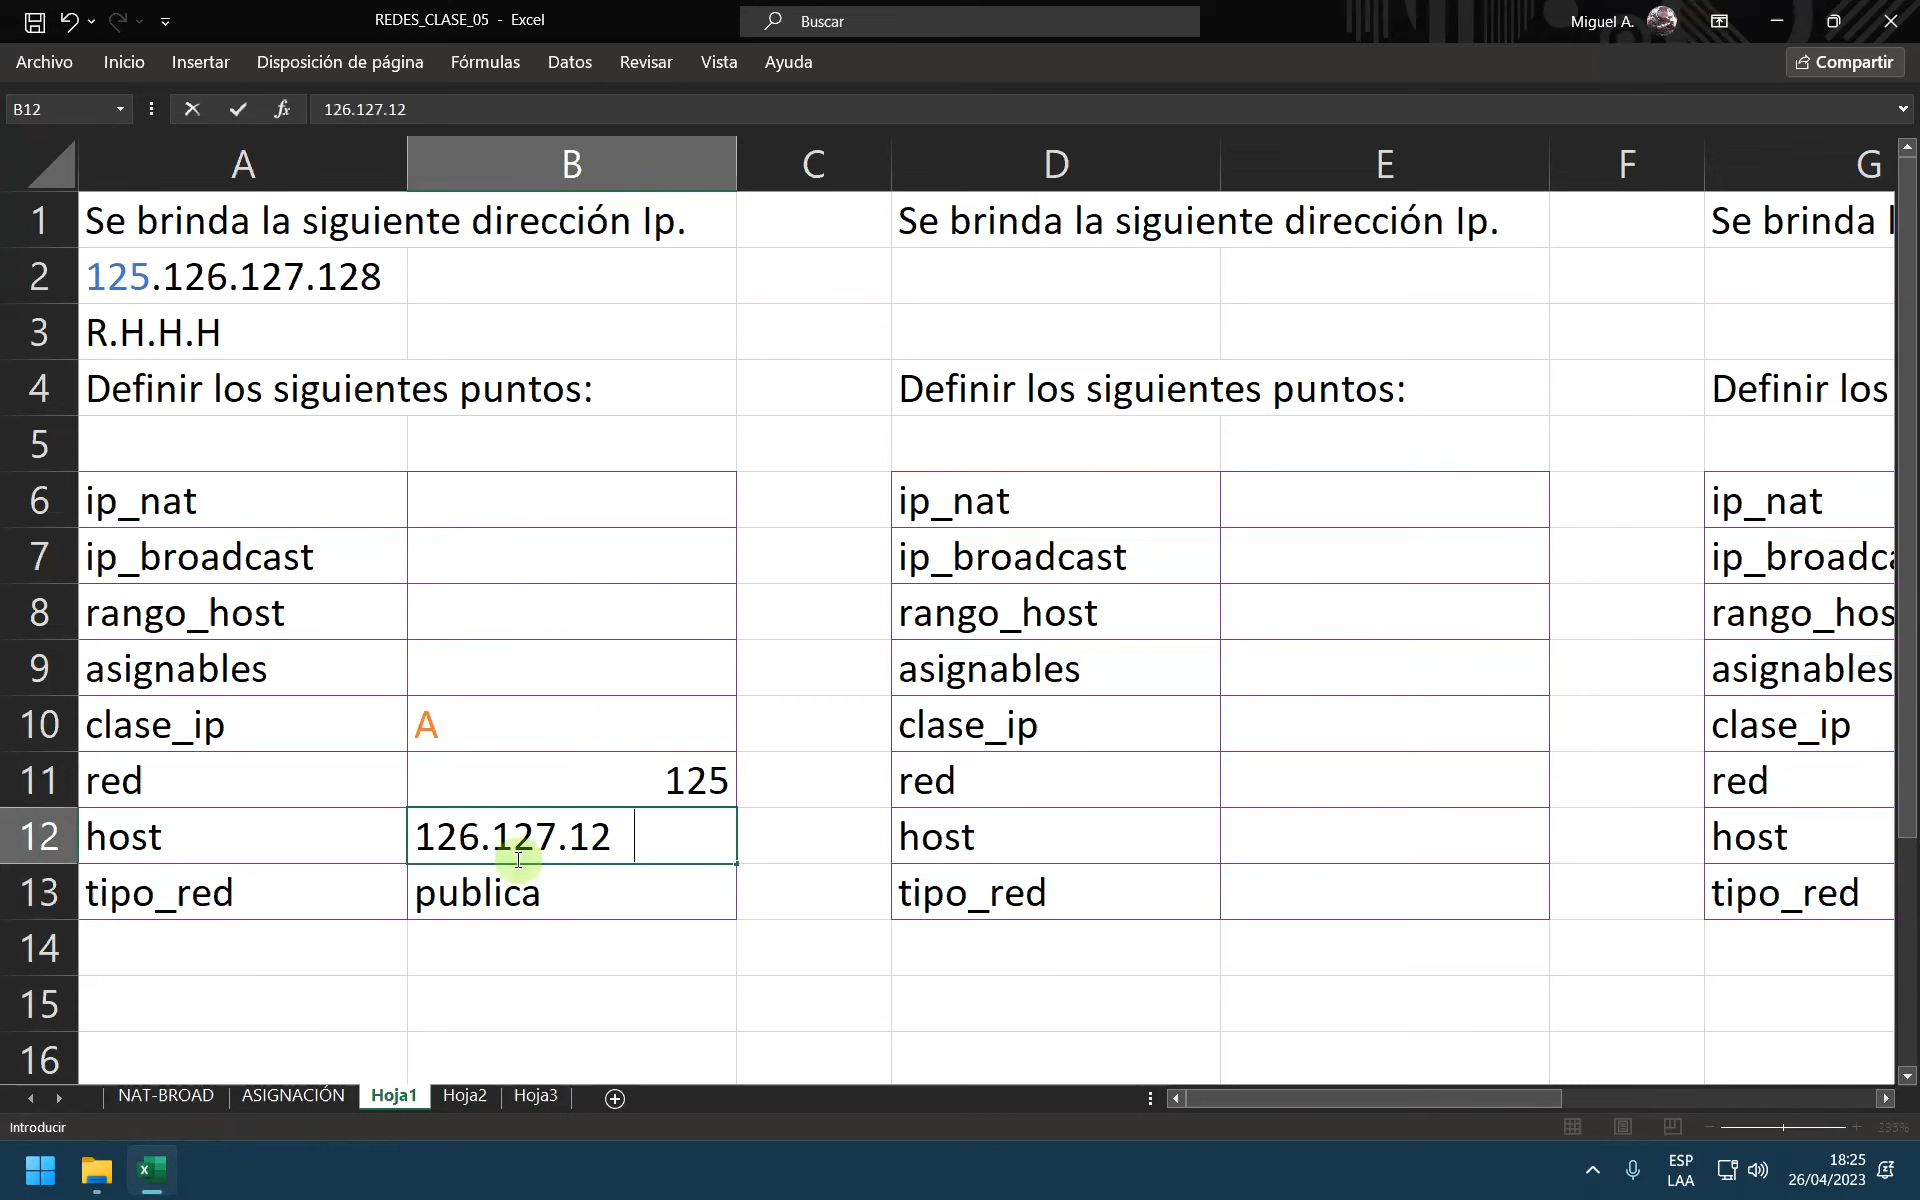 REDES_CLASE_05 - Excel
Buscar
Miguel A.
Archivo Inicio Insertar Disposición de página Fórmulas Datos Revisar Vista Ayuda Compartir
B12 fx 126.127.12
A B C D E F G
1 Se brinda la siguiente dirección Ip. Se brinda la siguiente dirección Ip. Se brinda l
2 125.126.127.128
3 R.H.H.H
4 Definir los siguientes puntos: Definir los siguientes puntos: Definir los
5
6 ip_nat ip_nat ip_nat
7 ip_broadcast ip_broadcast ip_broadca
8 rango_host rango_host rango_hos
9 asignables asignables asignables
10 clase_ip A clase_ip clase_ip
11 red 125 red red
12 host 126.127.12 host host
13 tipo_red publica tipo_red tipo_red
14
15
16
NAT-BROAD ASIGNACIÓN Hoja1 Hoja2 Hoja3
Introducir 235%
ESP 18:25
LAA 26/04/2023